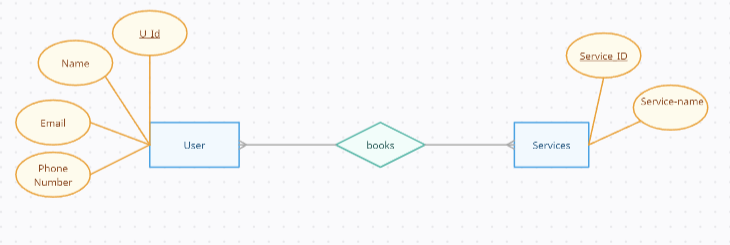 U_Id
Name
Email
Phone
Number
User
books
Services
Service_ID
Service-name